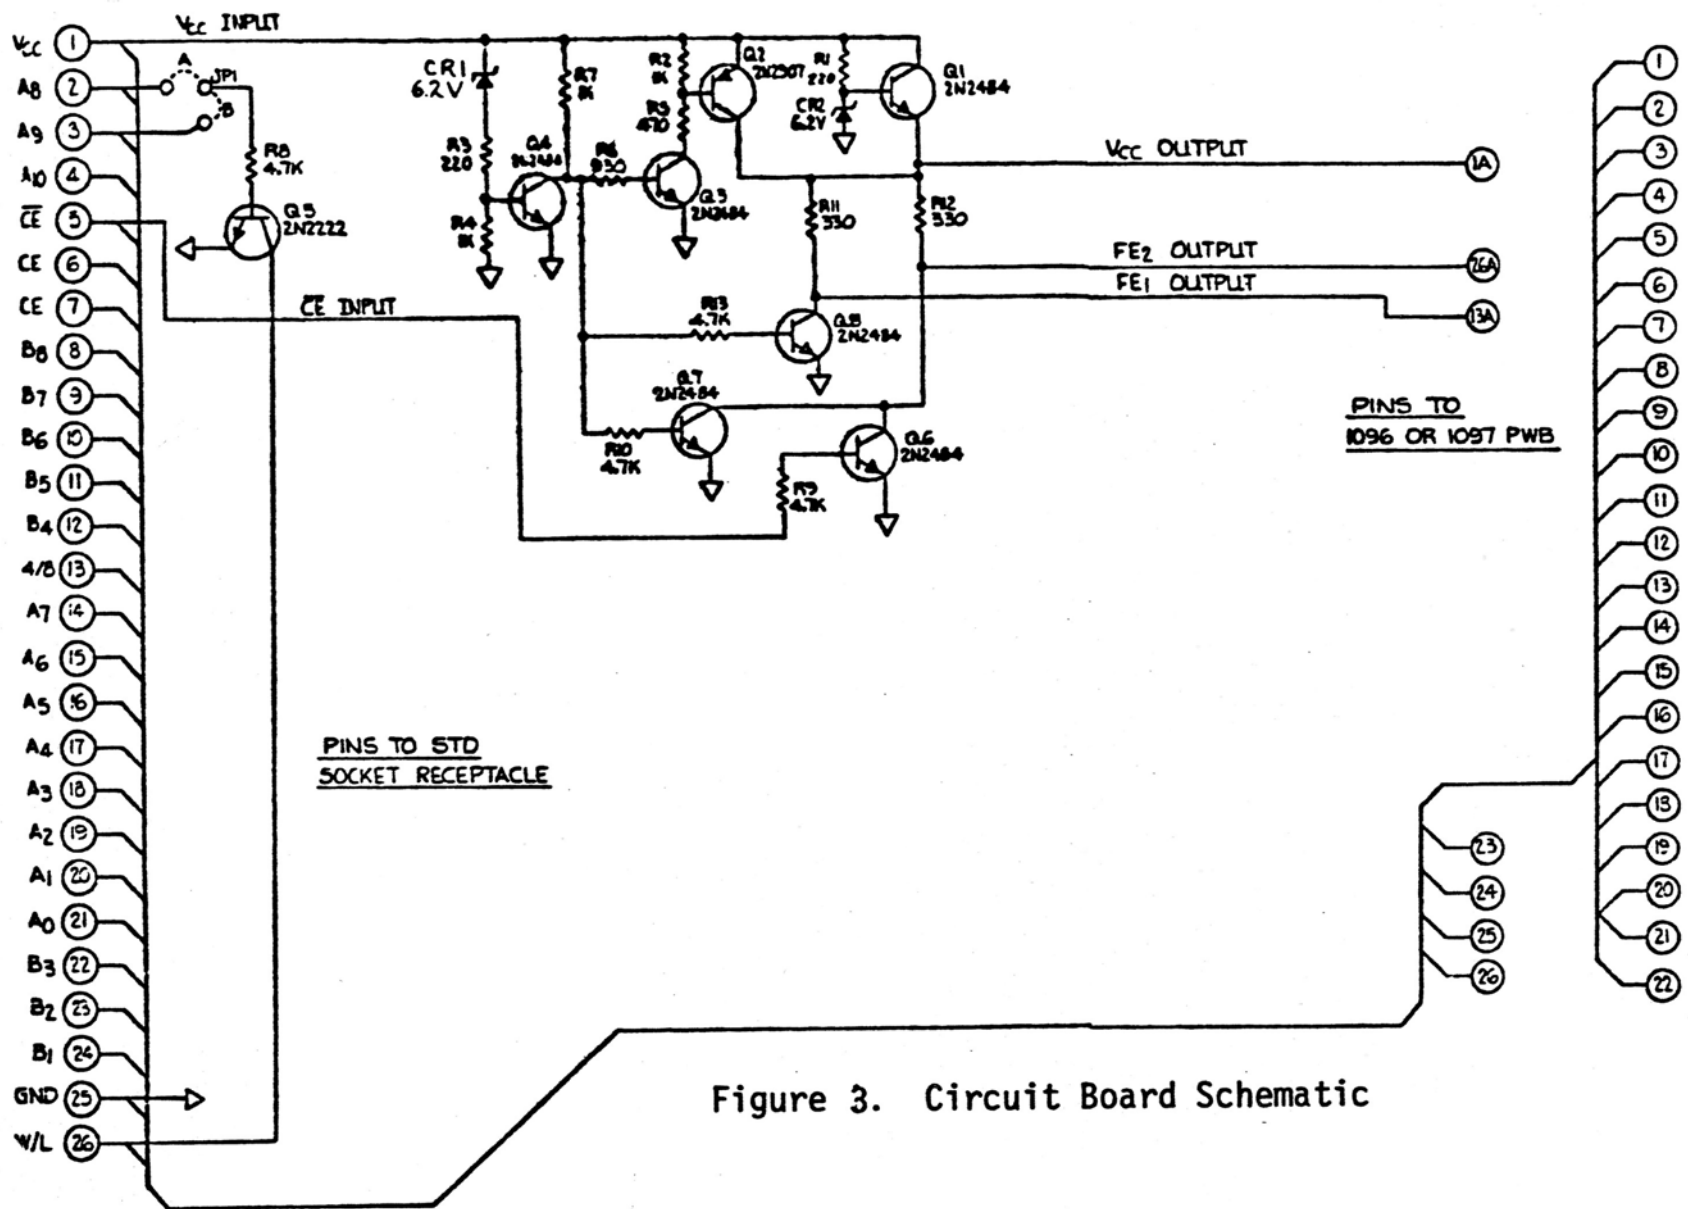 VCC INPUT
VCC 1
A8 2
A
JP1
B
A9 3
A10 4
CE 5
CE 6
CE 7
B8 8
B7 9
B6 10
B5 11
B4 12
4/8 13
A7 14
A6 15
A5 16
A4 17
A3 18
A2 19
A1 20
A0 21
B3 22
B2 23
B1 24
GND 25
W/L 26
R8
4.7K
Q5
2N2222
CE INPUT
CR1
6.2V
R3
220
R4
1K
Q4
2N2484
R7
1K
R6
R2
1K
R5
470
Q3
2N2484
Q2
2N2907
R1
220
CR2
6.2V
Q1
2N2484
R11
330
R12
330
R13
4.7K
2N2484
Q7
2N2484
R10
4.7K
R9
4.7K
Q6
2N2484
VCC OUTPUT 1A
FE2 OUTPUT 26A
FE1 OUTPUT 13A
PINS TO
1096 OR 1097 PWB
PINS TO STD
SOCKET RECEPTACLE
1
2
3
4
5
6
7
8
9
10
11
12
13
14
15
16
17
18
19
20
21
22
23
24
25
26
Figure 3. Circuit Board Schematic